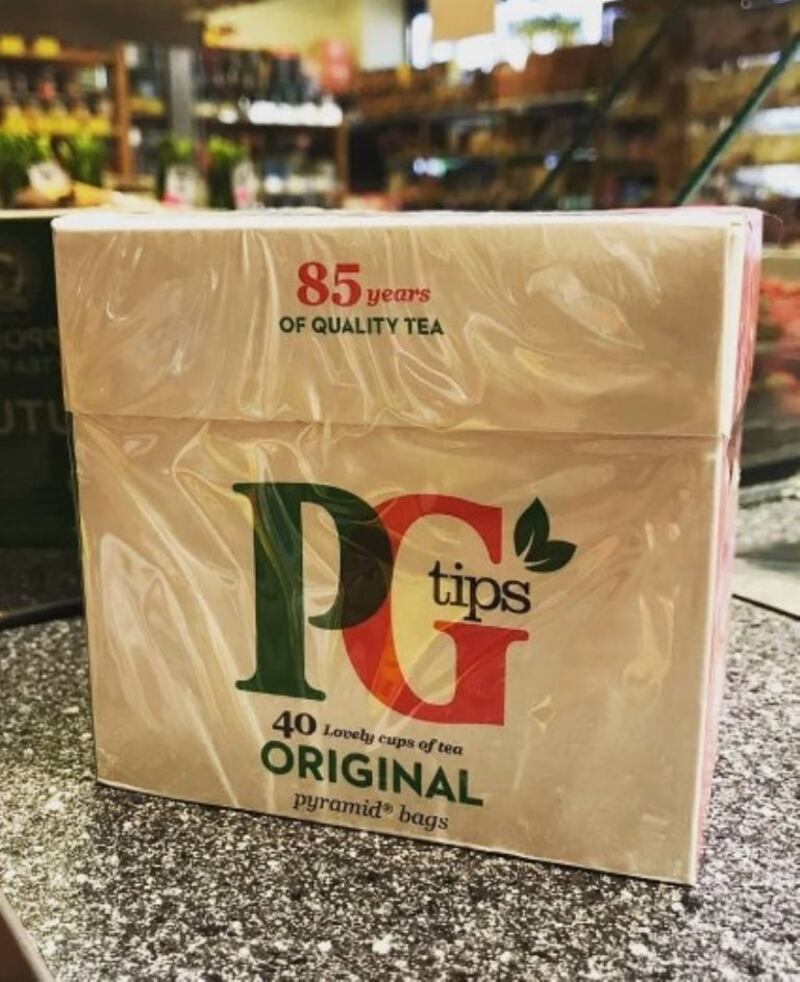 85 years
OF QUALITY TEA
PG
tips
40 Lovely cups of tea
ORIGINAL
pyramid® bags